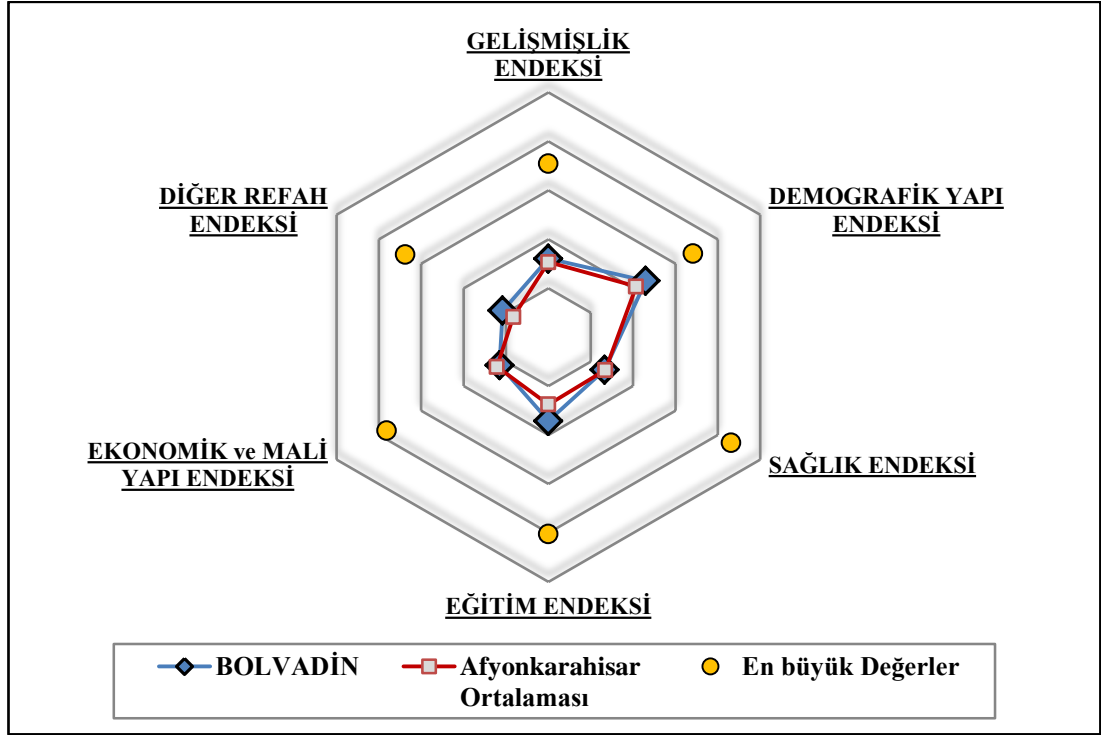 GELİŞMİŞLİK
ENDEKSİ
DEMOGRAFİK YAPI
ENDEKSİ
SAĞLIK ENDEKSİ
EĞİTİM ENDEKSİ
EKONOMİK ve MALİ
YAPI ENDEKSİ
DİĞER REFAH
ENDEKSİ
BOLVADİN
Afyonkarahisar
Ortalaması
En büyük Değerler